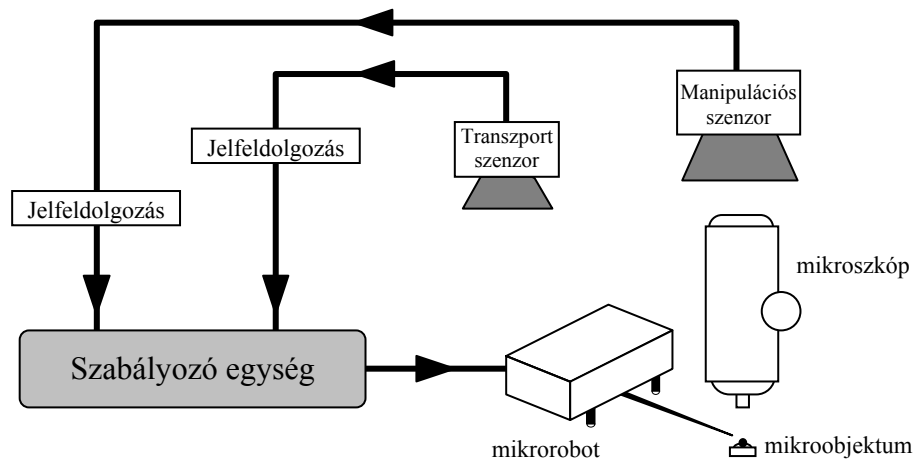 Manipulációs
szenzor
Transzport
szenzor
Jelfeldolgozás
Jelfeldolgozás
mikroszkóp
Szabályozó egység
mikrorobot
mikroobjektum